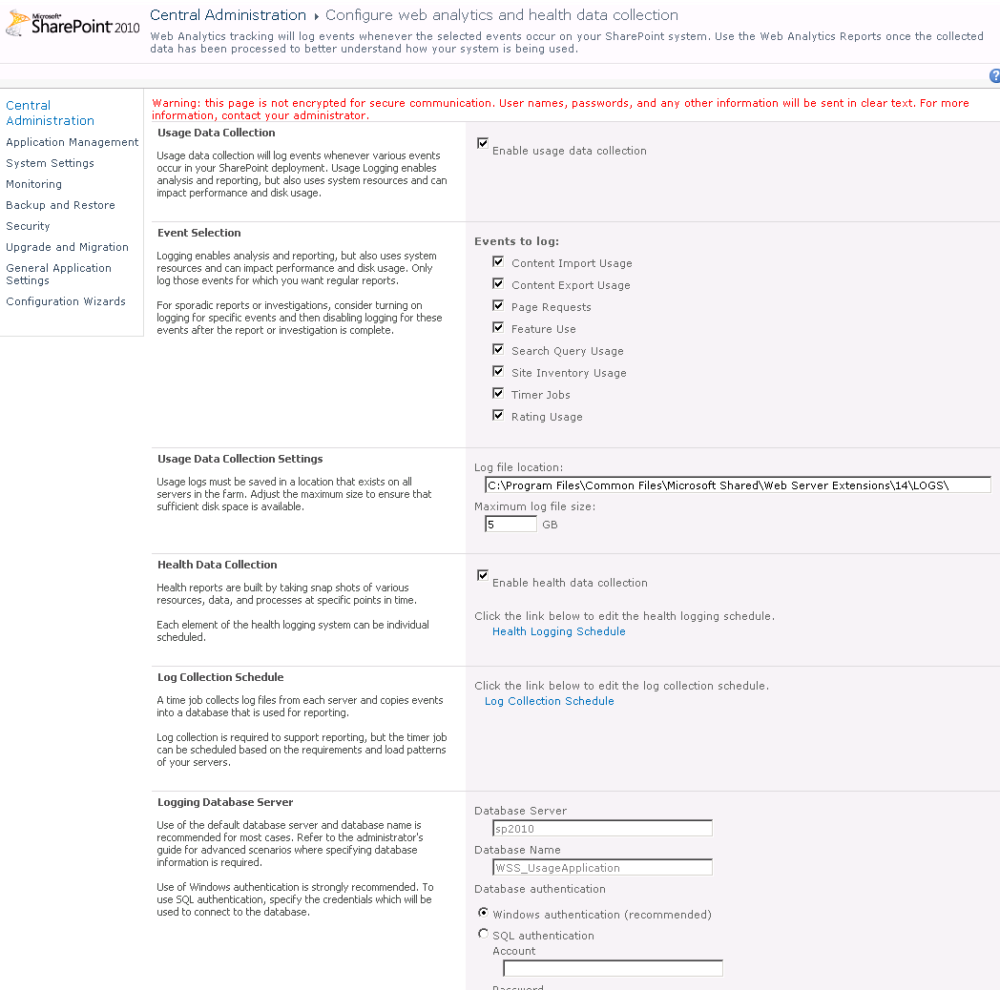 Microsoft®
SharePoint® 2010
Central Administration ▸ Configure web analytics and health data collection
Web Analytics tracking will log events whenever the selected events occur on your SharePoint system. Use the Web Analytics Reports once the collected
data has been processed to better understand how your system is being used.
?
Central
Administration
Application Management
System Settings
Monitoring
Backup and Restore
Security
Upgrade and Migration
General Application
Settings
Configuration Wizards
Warning: this page is not encrypted for secure communication. User names, passwords, and any other information will be sent in clear text. For more
information, contact your administrator.
Usage Data Collection
Usage data collection will log events whenever various events
occur in your SharePoint deployment. Usage Logging enables
analysis and reporting, but also uses system resources and can
impact performance and disk usage.
Enable usage data collection
Event Selection
Logging enables analysis and reporting, but also uses system
resources and can impact performance and disk usage. Only
log those events for which you want regular reports.
For sporadic reports or investigations, consider turning on
logging for specific events and then disabling logging for these
events after the report or investigation is complete.
Events to log:
Content Import Usage
Content Export Usage
Page Requests
Feature Use
Search Query Usage
Site Inventory Usage
Timer Jobs
Rating Usage
Usage Data Collection Settings
Usage logs must be saved in a location that exists on all
servers in the farm. Adjust the maximum size to ensure that
sufficient disk space is available.
Log file location:
C:\Program Files\Common Files\Microsoft Shared\Web Server Extensions\14\LOGS\
Maximum log file size:
5 GB
Health Data Collection
Health reports are built by taking snap shots of various
resources, data, and processes at specific points in time.
Each element of the health logging system can be individual
scheduled.
Enable health data collection
Click the link below to edit the health logging schedule.
Health Logging Schedule
Log Collection Schedule
A time job collects log files from each server and copies events
into a database that is used for reporting.
Log collection is required to support reporting, but the timer job
can be scheduled based on the requirements and load patterns
of your servers.
Click the link below to edit the log collection schedule.
Log Collection Schedule
Logging Database Server
Use of the default database server and database name is
recommended for most cases. Refer to the administrator's
guide for advanced scenarios where specifying database
information is required.
Use of Windows authentication is strongly recommended. To
use SQL authentication, specify the credentials which will be
used to connect to the database.
Database Server
sp2010
Database Name
WSS_UsageApplication
Database authentication
Windows authentication (recommended)
SQL authentication
Account
Password